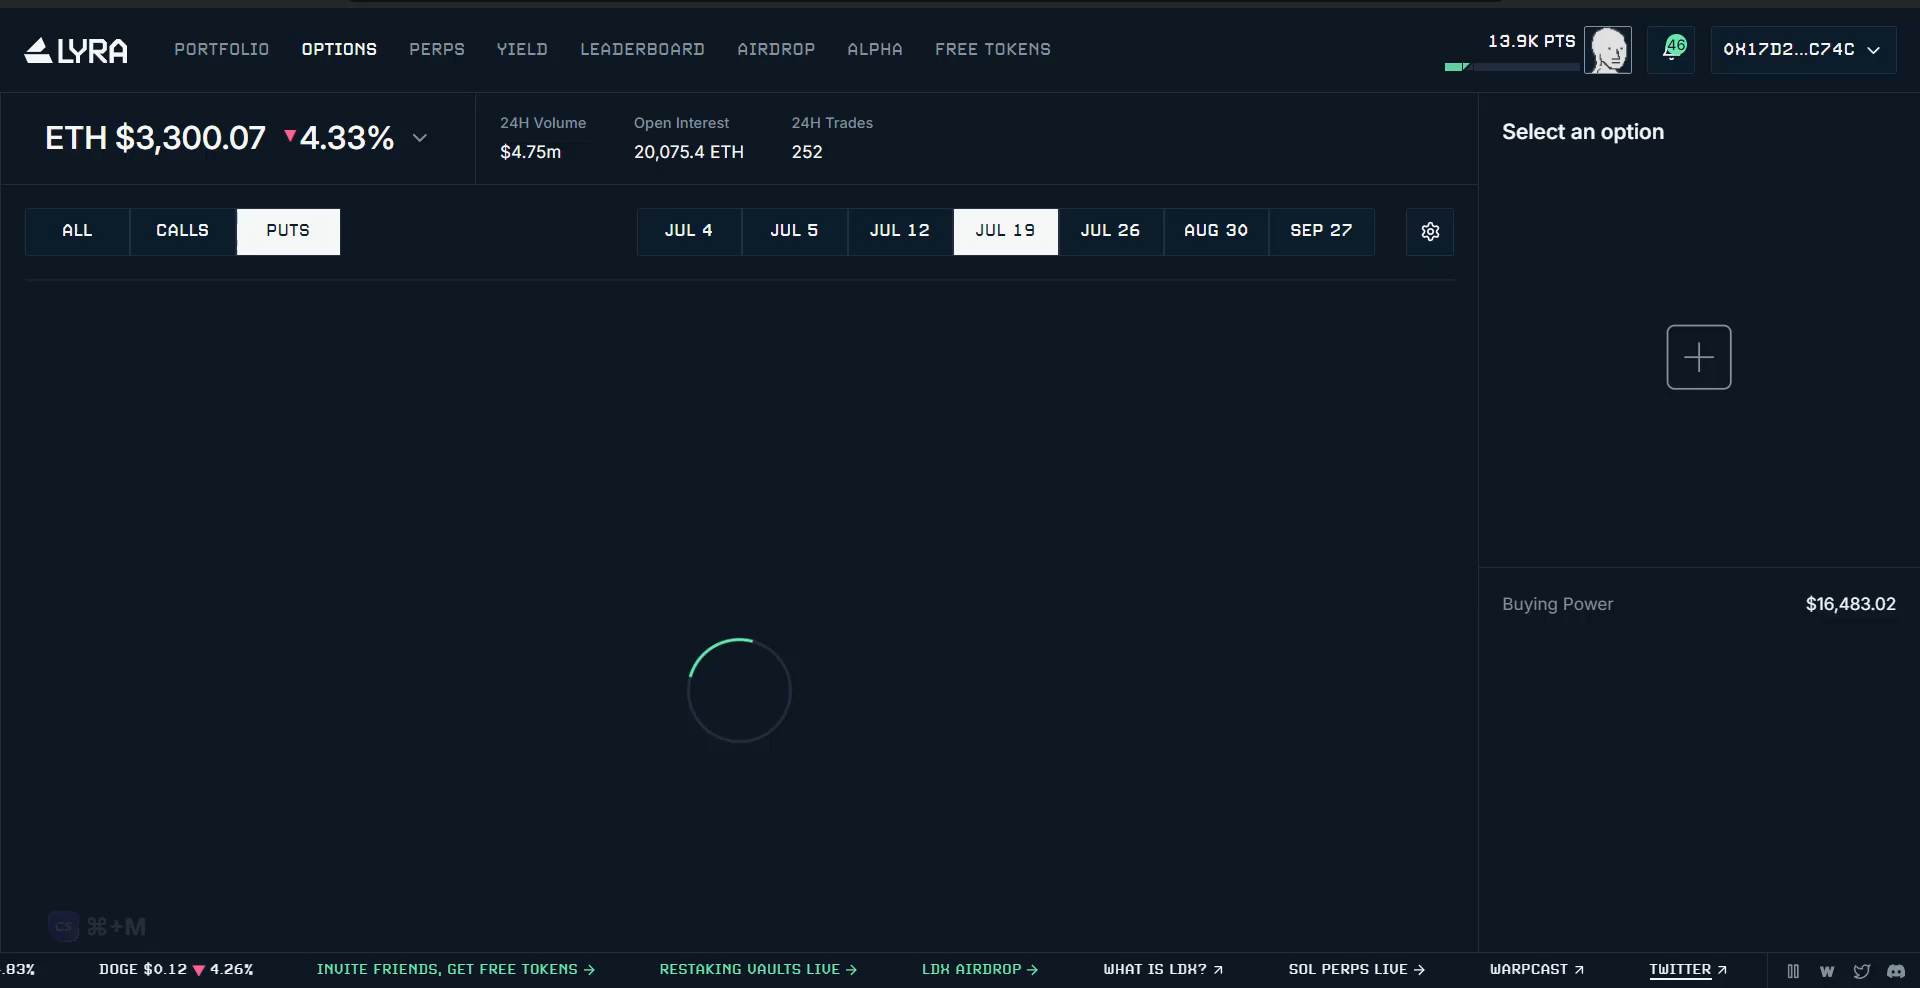 LYRA PORTFOLIO OPTIONS PERPS YIELD LEADERBOARD AIRDROP ALPHA FREE TOKENS 13.9K PTS 46 0X17D2...C74C
ETH $3,300.07 ▼4.33%
24H Volume Open Interest 24H Trades
$4.75m 20,075.4 ETH 252
Select an option
ALL CALLS PUTS JUL 4 JUL 5 JUL 12 JUL 19 JUL 26 AUG 30 SEP 27
Buying Power $16,483.02
CS ⌘+M
.83% DOGE $0.12 ▼ 4.26% INVITE FRIENDS, GET FREE TOKENS → RESTAKING VAULTS LIVE → LDX AIRDROP → WHAT IS LDX? ↗ SOL PERPS LIVE → WARPCAST ↗ TWITTER ↗ W